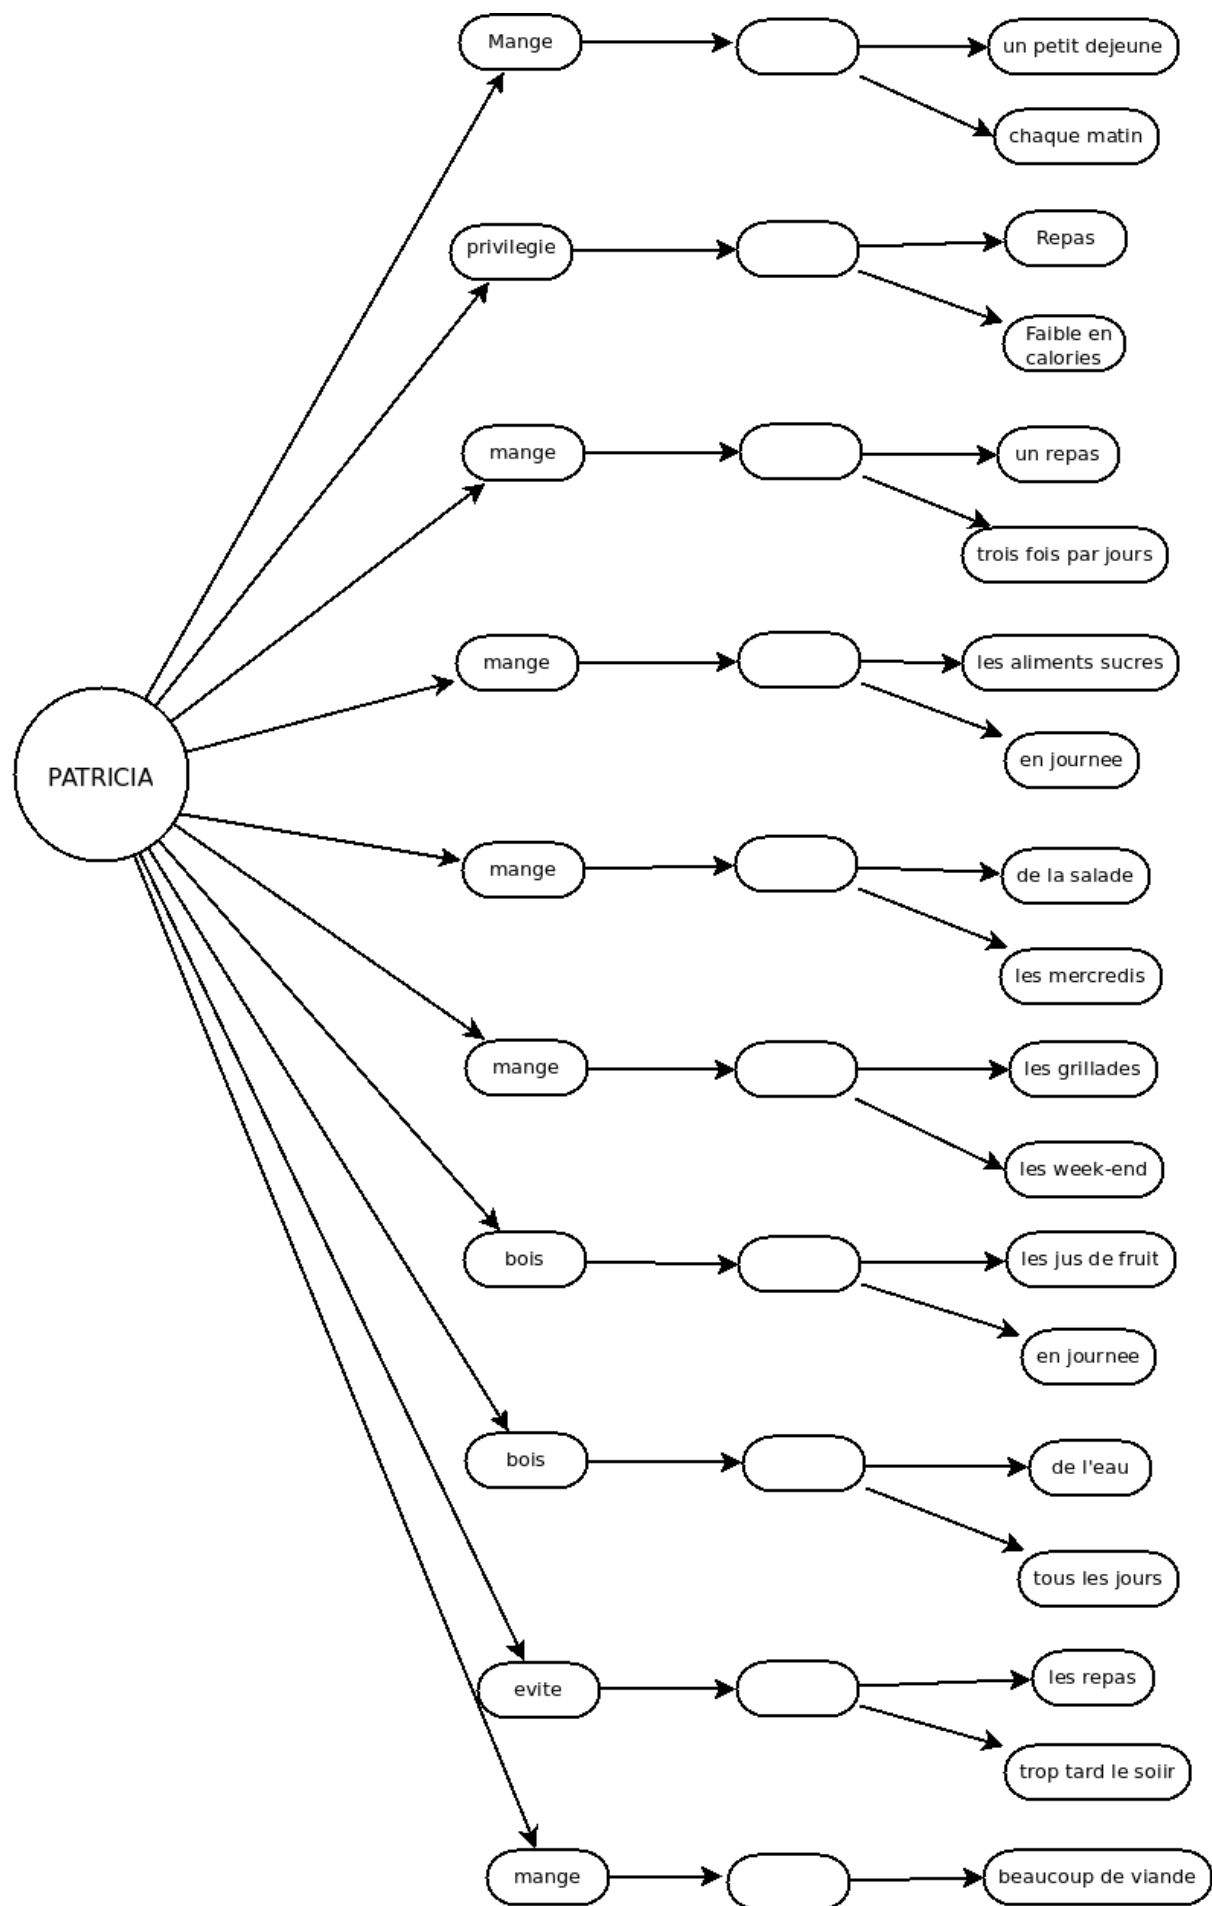 Mange
un petit dejeune
chaque matin
privilegie
Repas
Faible en
calories
mange
un repas
trois fois par jours
mange
les aliments sucres
en journee
PATRICIA
mange
de la salade
les mercredis
mange
les grillades
les week-end
bois
les jus de fruit
en journee
bois
de l'eau
tous les jours
evite
les repas
trop tard le soiir
mange
beaucoup de viande